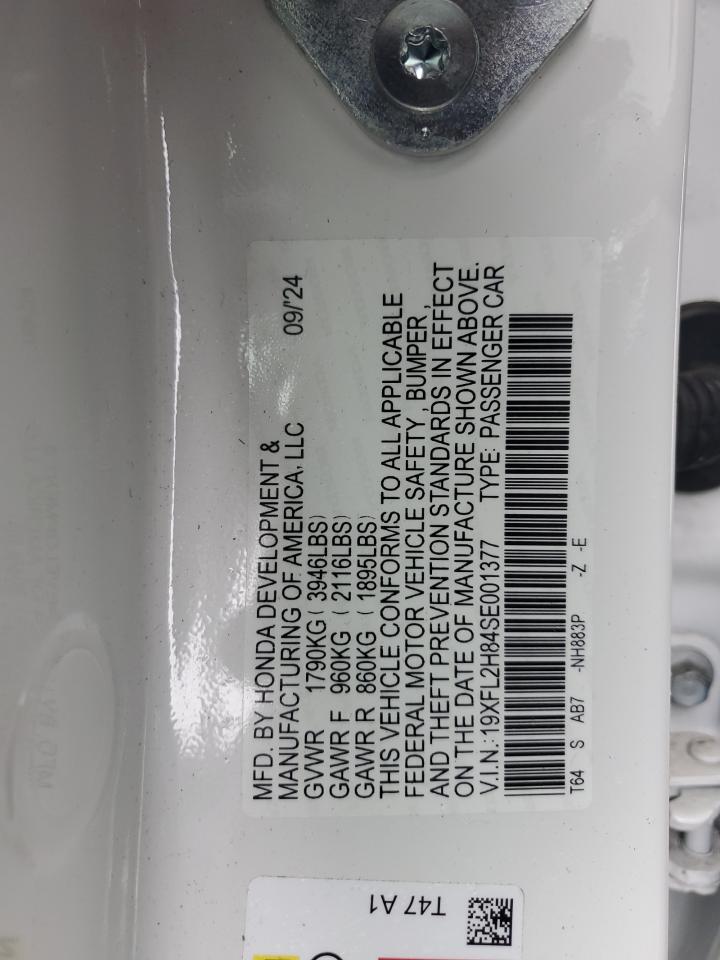 MFD. BY HONDA DEVELOPMENT &
MANUFACTURING OF AMERICA, LLC 09/'24
GVWR 1790KG ( 3946LBS)
GAWR F 960KG ( 2116LBS)
GAWR R 860KG ( 1895LBS)
THIS VEHICLE CONFORMS TO ALL APPLICABLE
FEDERAL MOTOR VEHICLE SAFETY , BUMPER ,
AND THEFT PREVENTION STANDARDS IN EFFECT
ON THE DATE OF MANUFACTURE SHOWN ABOVE.
V.I.N.: 19XFL2H84SE001377 TYPE: PASSENGER CAR
T64 S AB7 -NH883P -Z -E
T47 A1